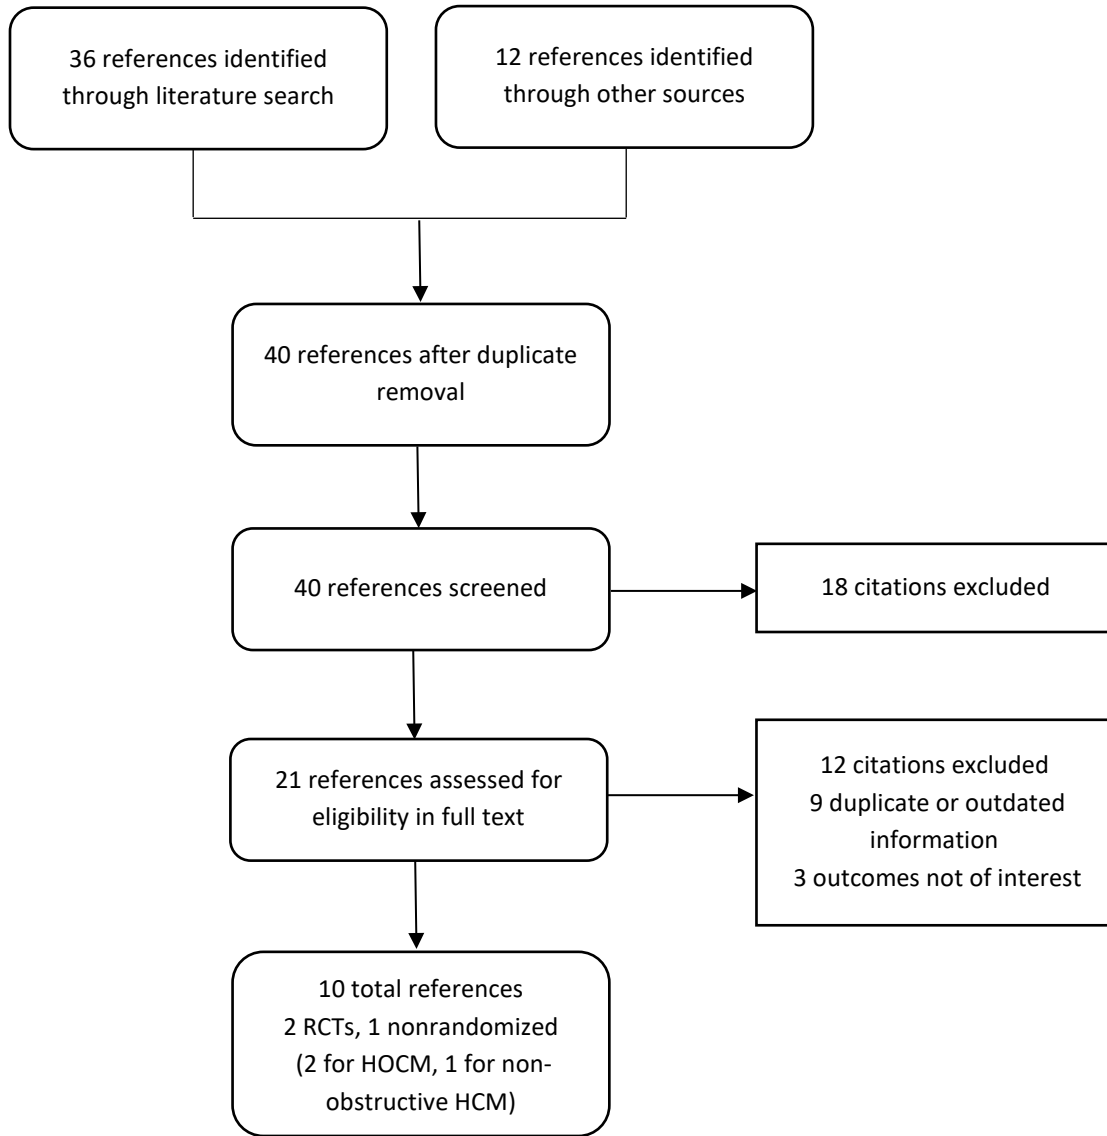 36 references identified
through literature search
12 references identified
through other sources
40 references after duplicate
removal
40 references screened
18 citations excluded
21 references assessed for
eligibility in full text
12 citations excluded
9 duplicate or outdated
information
3 outcomes not of interest
10 total references
2 RCTs, 1 nonrandomized
(2 for HOCM, 1 for non-
obstructive HCM)